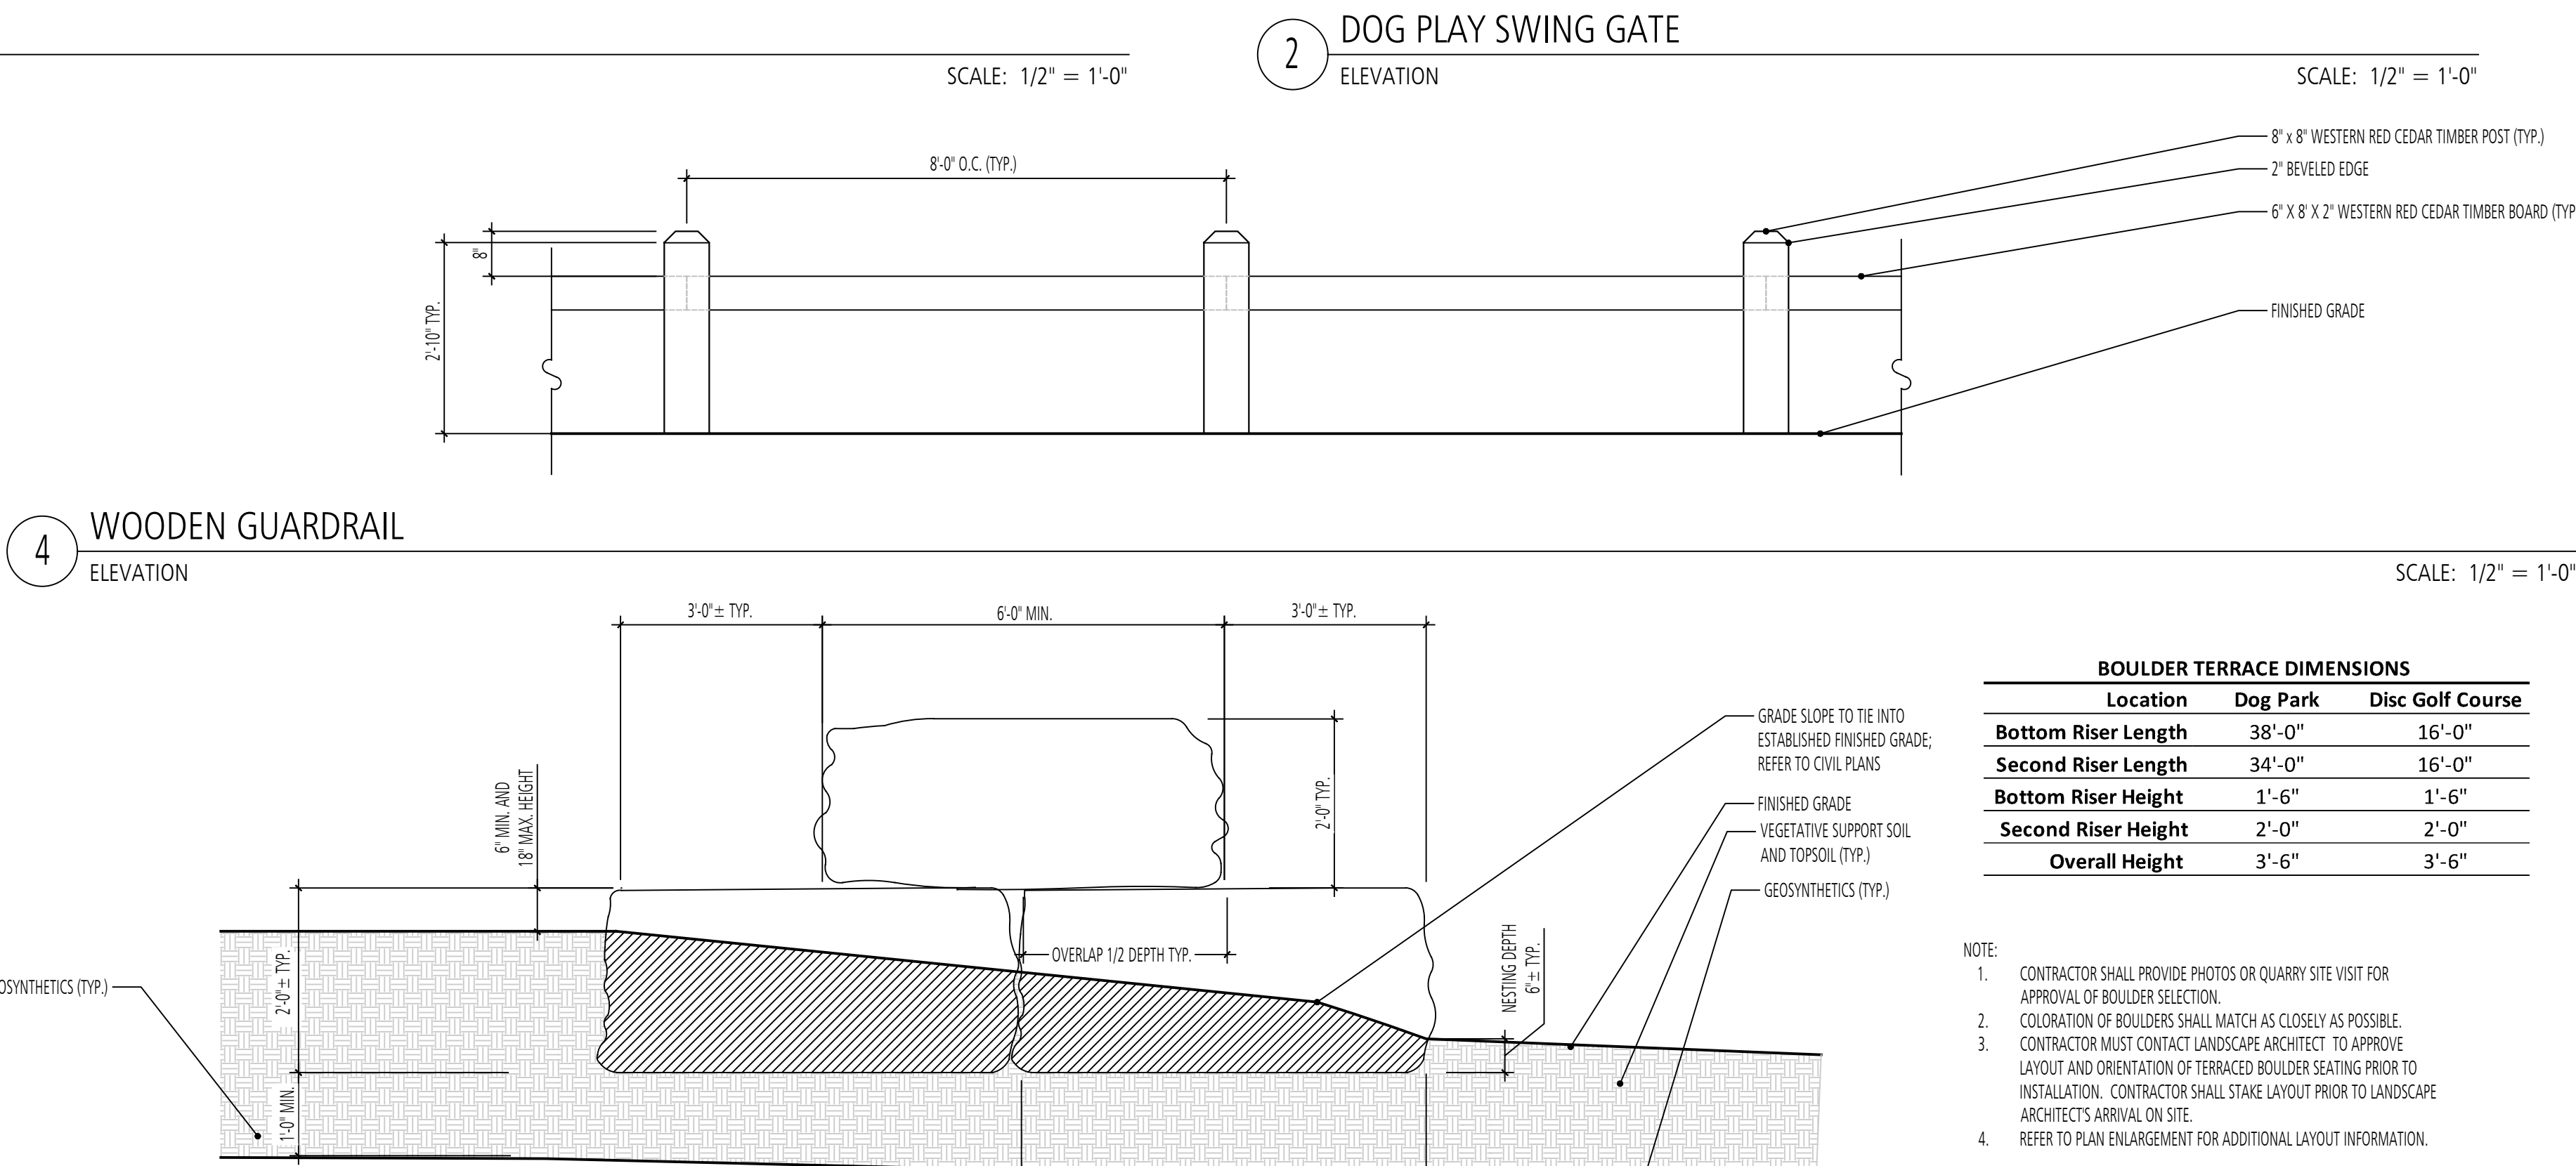 2
DOG PLAY SWING GATE
ELEVATION
SCALE: 1/2" = 1'-0"
SCALE: 1/2" = 1'-0"
8'-0" O.C. (TYP.)
8"
2'-10" TYP.
8" x 8" WESTERN RED CEDAR TIMBER POST (TYP.)
2" BEVELED EDGE
6" X 8' X 2" WESTERN RED CEDAR TIMBER BOARD (TYP
FINISHED GRADE
4
WOODEN GUARDRAIL
ELEVATION
SCALE: 1/2" = 1'-0"
3'-0"± TYP.
6'-0" MIN.
3'-0"± TYP.
6" MIN. AND
18" MAX. HEIGHT
2'-0" TYP.
OVERLAP 1/2 DEPTH TYP.
2'-0"± TYP.
1'-0" MIN.
NESTING DEPTH
6"± TYP.
OSYNTHETICS (TYP.)
GRADE SLOPE TO TIE INTO
ESTABLISHED FINISHED GRADE;
REFER TO CIVIL PLANS
FINISHED GRADE
VEGETATIVE SUPPORT SOIL
AND TOPSOIL (TYP.)
GEOSYNTHETICS (TYP.)
BOULDER TERRACE DIMENSIONS
Location Dog Park Disc Golf Course
Bottom Riser Length 38'-0" 16'-0"
Second Riser Length 34'-0" 16'-0"
Bottom Riser Height 1'-6" 1'-6"
Second Riser Height 2'-0" 2'-0"
Overall Height 3'-6" 3'-6"
NOTE:
1. CONTRACTOR SHALL PROVIDE PHOTOS OR QUARRY SITE VISIT FOR
APPROVAL OF BOULDER SELECTION.
2. COLORATION OF BOULDERS SHALL MATCH AS CLOSELY AS POSSIBLE.
3. CONTRACTOR MUST CONTACT LANDSCAPE ARCHITECT TO APPROVE
LAYOUT AND ORIENTATION OF TERRACED BOULDER SEATING PRIOR TO
INSTALLATION. CONTRACTOR SHALL STAKE LAYOUT PRIOR TO LANDSCAPE
ARCHITECT'S ARRIVAL ON SITE.
4. REFER TO PLAN ENLARGEMENT FOR ADDITIONAL LAYOUT INFORMATION.